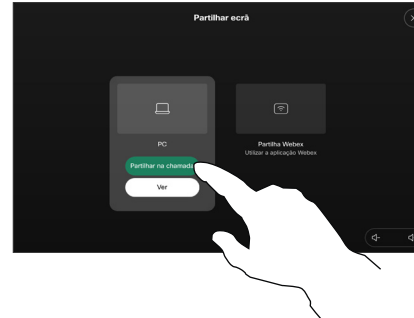 Partilhar ecrã
PC
Partilhar na chamada
Ver
Partilha Webex
Utilizar a aplicação Webex